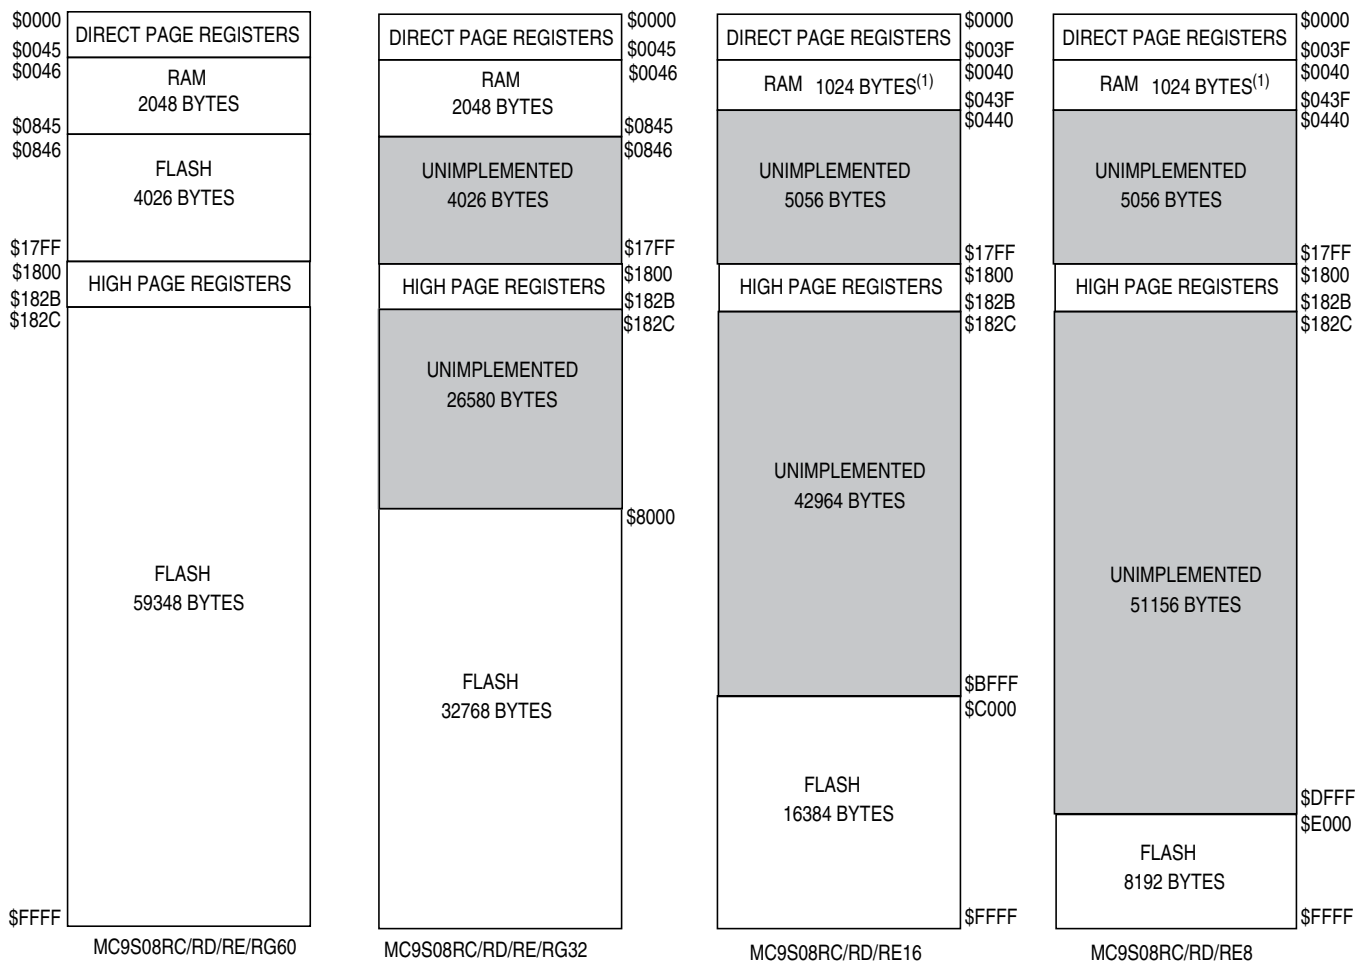 $0000
DIRECT PAGE REGISTERS
$0045
$0046
RAM
2048 BYTES
$0845
$0846
FLASH
4026 BYTES
$17FF
$1800
HIGH PAGE REGISTERS
$182B
$182C
FLASH
59348 BYTES
$FFFF
MC9S08RC/RD/RE/RG60
$0000
DIRECT PAGE REGISTERS
$0045
$0046
RAM
2048 BYTES
$0845
$0846
UNIMPLEMENTED
4026 BYTES
$17FF
$1800
HIGH PAGE REGISTERS
$182B
$182C
UNIMPLEMENTED
26580 BYTES
$8000
FLASH
32768 BYTES
MC9S08RC/RD/RE/RG32
$0000
DIRECT PAGE REGISTERS
$003F
$0040
RAM 1024 BYTES(1)
$043F
$0440
UNIMPLEMENTED
5056 BYTES
$17FF
$1800
HIGH PAGE REGISTERS
$182B
$182C
UNIMPLEMENTED
42964 BYTES
$BFFF
$C000
FLASH
16384 BYTES
$FFFF
MC9S08RC/RD/RE16
$0000
DIRECT PAGE REGISTERS
$003F
$0040
RAM 1024 BYTES(1)
$043F
$0440
UNIMPLEMENTED
5056 BYTES
$17FF
$1800
HIGH PAGE REGISTERS
$182B
$182C
UNIMPLEMENTED
51156 BYTES
$DFFF
$E000
FLASH
8192 BYTES
$FFFF
MC9S08RC/RD/RE8